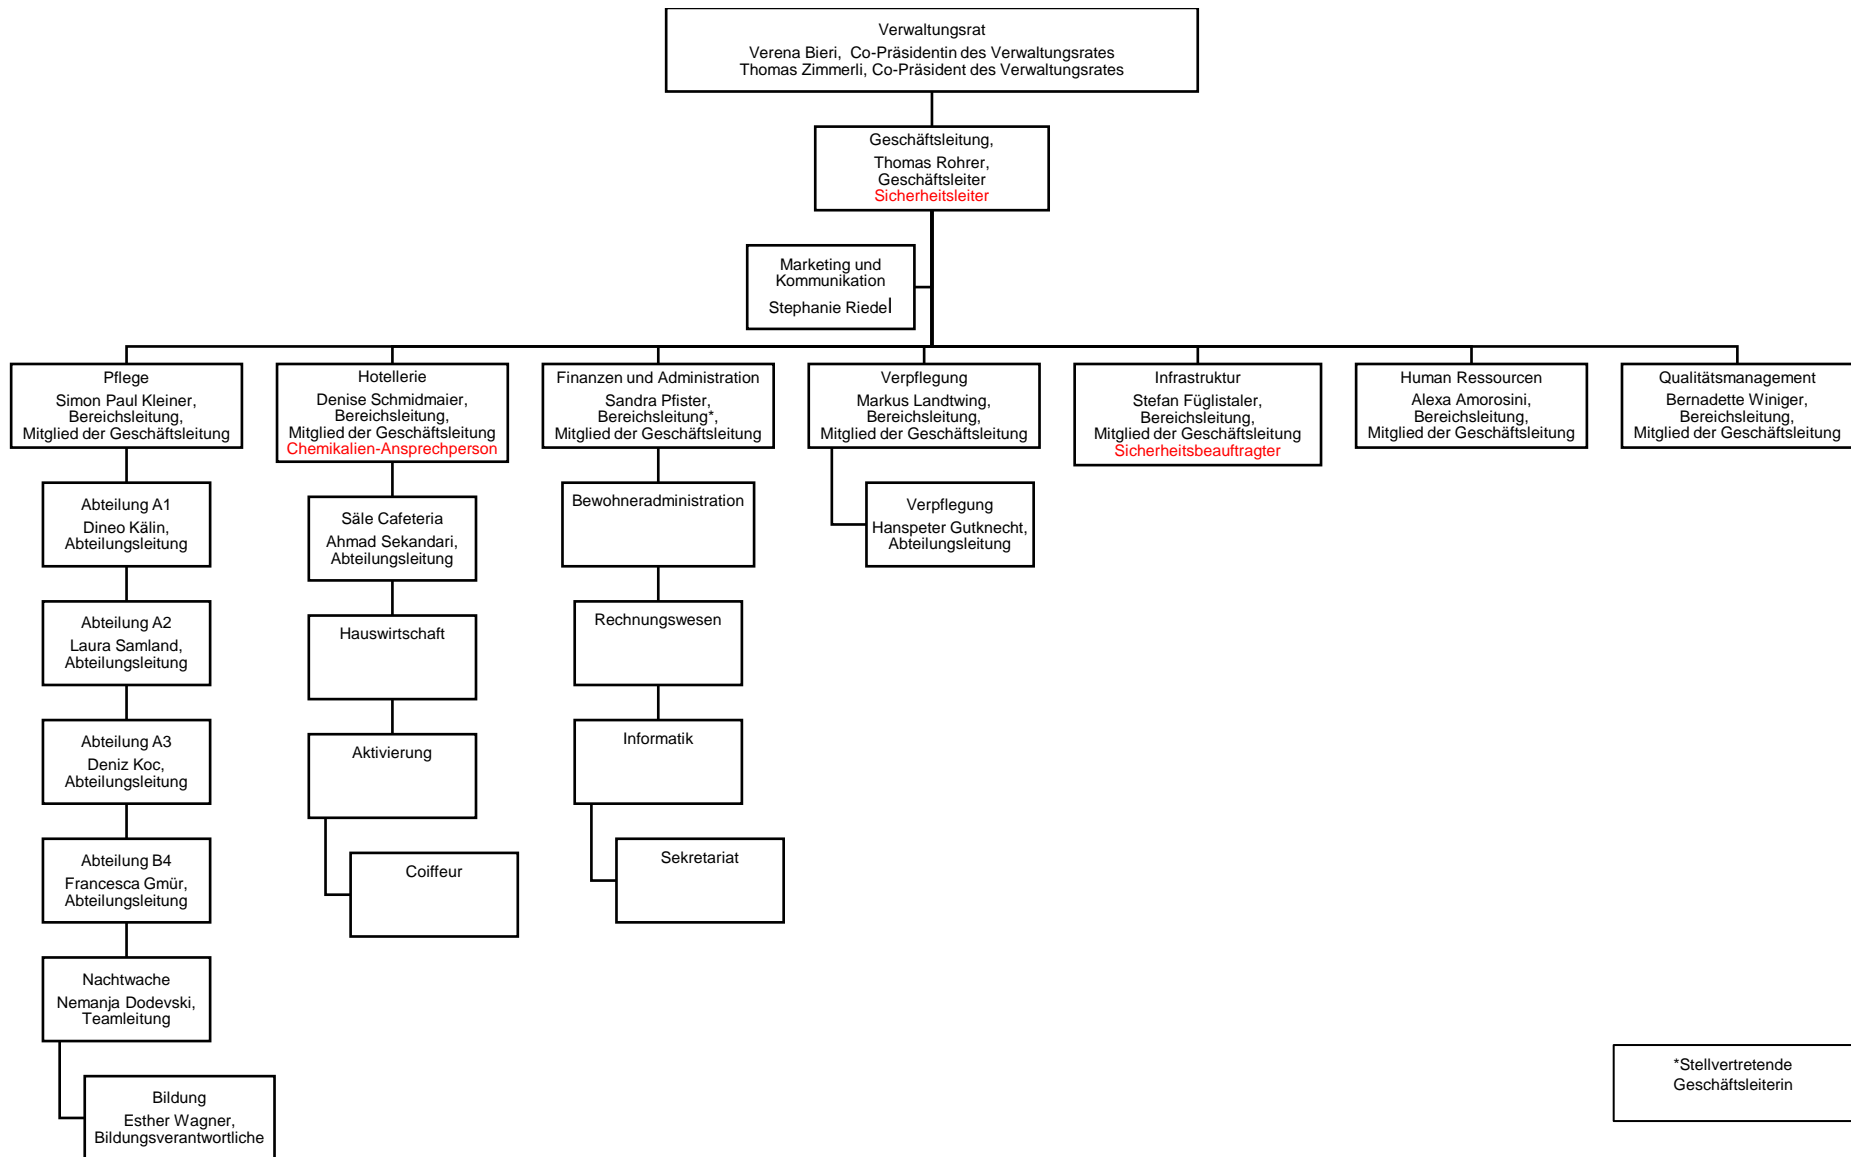 Verwaltungsrat
Verena Bieri,  Co-Präsidentin des Verwaltungsrates
Thomas Zimmerli, Co-Präsident des Verwaltungsrates
Geschäftsleitung,
Thomas Rohrer,
Geschäftsleiter
Sicherheitsleiter
Marketing und
Kommunikation
Stephanie Riedel
Pflege
Simon Paul Kleiner,
Bereichsleitung,
Mitglied der Geschäftsleitung
Hotellerie
Denise Schmidmaier,
Bereichsleitung,
Mitglied der Geschäftsleitung
Chemikalien-Ansprechperson
Finanzen und Administration
Sandra Pfister,
Bereichsleitung*,
Mitglied der Geschäftsleitung
Verpflegung
Markus Landtwing,
Bereichsleitung,
Mitglied der Geschäftsleitung
Infrastruktur
Stefan Füglistaler,
Bereichsleitung,
Mitglied der Geschäftsleitung
Sicherheitsbeauftragter
Human Ressourcen
Alexa Amorosini,
Bereichsleitung,
Mitglied der Geschäftsleitung
Qualitätsmanagement
Bernadette Winiger,
Bereichsleitung,
Mitglied der Geschäftsleitung
Abteilung A1
Dineo Kälin,
Abteilungsleitung
Säle Cafeteria
Ahmad Sekandari,
Abteilungsleitung
Bewohneradministration
Verpflegung
Hanspeter Gutknecht,
Abteilungsleitung
Abteilung A2
Laura Samland,
Abteilungsleitung
Hauswirtschaft
Rechnungswesen
Abteilung A3
Deniz Koc,
Abteilungsleitung
Aktivierung
Informatik
Abteilung B4
Francesca Gmür,
Abteilungsleitung
Coiffeur
Sekretariat
Nachtwache
Nemanja Dodevski,
Teamleitung
Bildung
Esther Wagner,
Bildungsverantwortliche
*Stellvertretende
Geschäftsleiterin